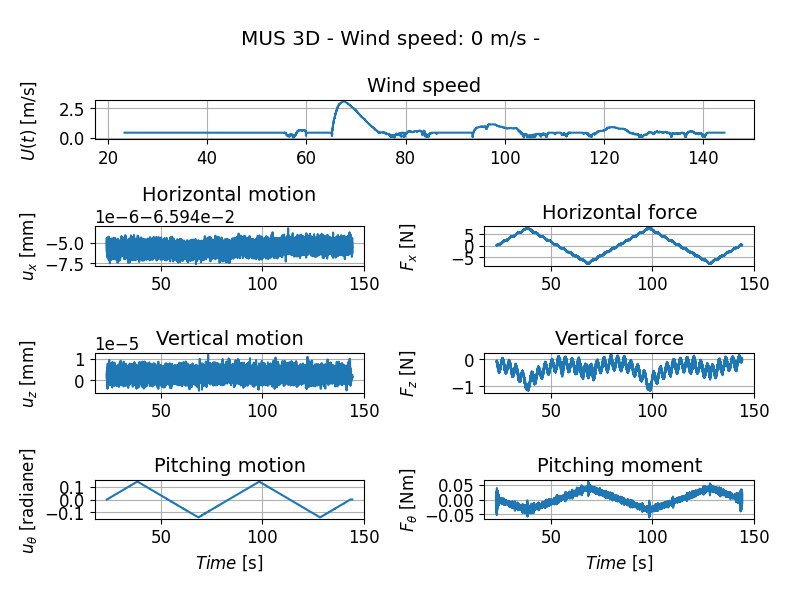 MUS 3D - Wind speed: 0 m/s -
Wind speed
U(t) [m/s]
2.5
0.0
20 40 60 80 100 120 140
Horizontal motion
1e−6−6.594e−2
u_x [mm]
−5.0
−7.5
50 100 150
Horizontal force
F_x [N]
5
0
−5
50 100 150
Vertical motion
1e−5
u_z [mm]
1
0
50 100 150
Vertical force
F_z [N]
0
−1
50 100 150
Pitching motion
u_θ [radianer]
0.1
0.0
−0.1
50 100 150
Time [s]
Pitching moment
F_θ [Nm]
0.05
0.00
−0.05
50 100 150
Time [s]